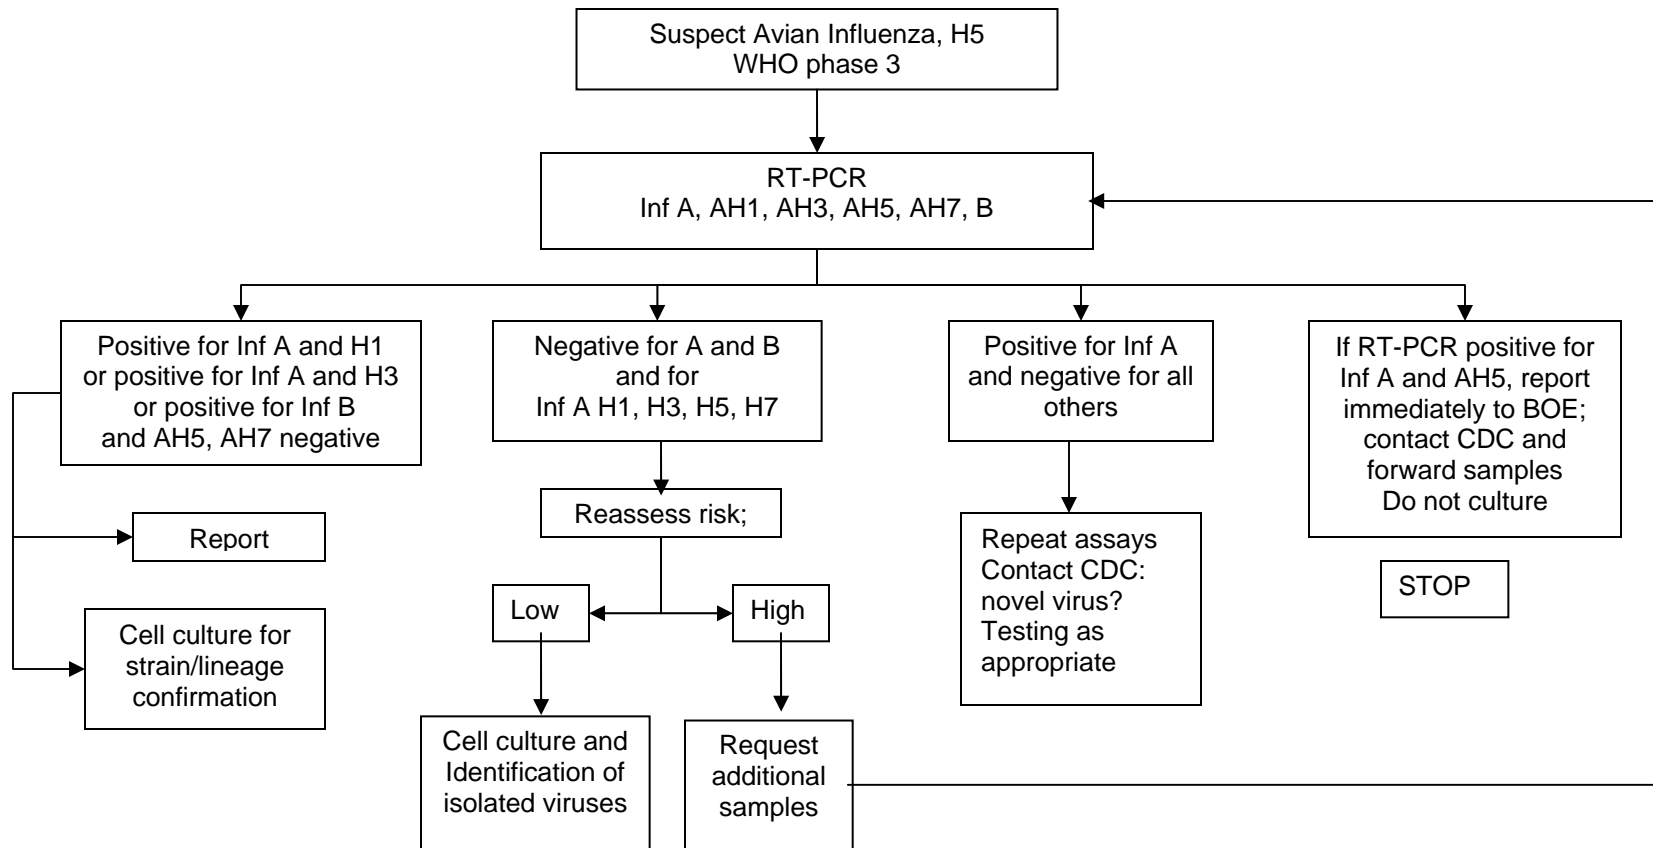 Suspect Avian Influenza, H5
WHO phase 3
RT-PCR
Inf A, AH1, AH3, AH5, AH7, B
Positive for Inf A and H1
or positive for Inf A and H3
or positive for Inf B
and AH5, AH7 negative
Negative for A and B
and for
Inf A H1, H3, H5, H7
Positive for Inf A
and negative for all
others
If RT-PCR positive for
Inf A and AH5, report
immediately to BOE;
contact CDC and
forward samples
Do not culture
Report
Reassess risk;
Repeat assays
Contact CDC:
novel virus?
Testing as
appropriate
STOP
Low
High
Cell culture for
strain/lineage
confirmation
Cell culture and
Identification of
isolated viruses
Request
additional
samples